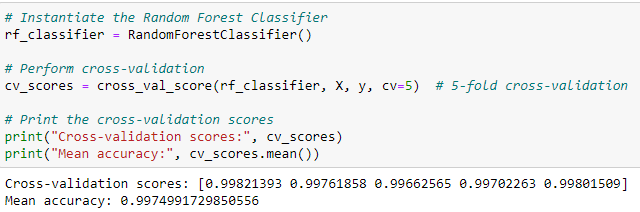 # Instantiate the Random Forest Classifier
rf_classifier = RandomForestClassifier()
# Perform cross-validation
cv_scores = cross_val_score(rf_classifier, X, y, cv=5)  # 5-fold cross-validation
# Print the cross-validation scores
print("Cross-validation scores:", cv_scores)
print("Mean accuracy:", cv_scores.mean())
Cross-validation scores: [0.99821393 0.99761858 0.99662565 0.99702263 0.99801509]
Mean accuracy: 0.9974991729850556